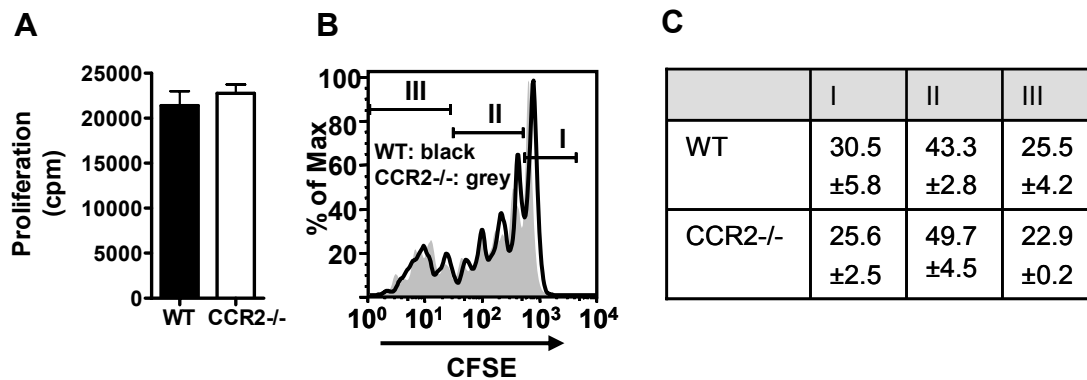 A
Proliferation
(cpm)
25000
20000
15000
10000
5000
0
WT CCR2-/-
B
% of Max
100
80
60
40
20
III
II
I
WT: black
CCR2-/-: grey
10⁰ 10¹ 10² 10³ 10⁴
CFSE
C
I II III
WT 30.5 43.3 25.5
±5.8 ±2.8 ±4.2
CCR2-/- 25.6 49.7 22.9
±2.5 ±4.5 ±0.2